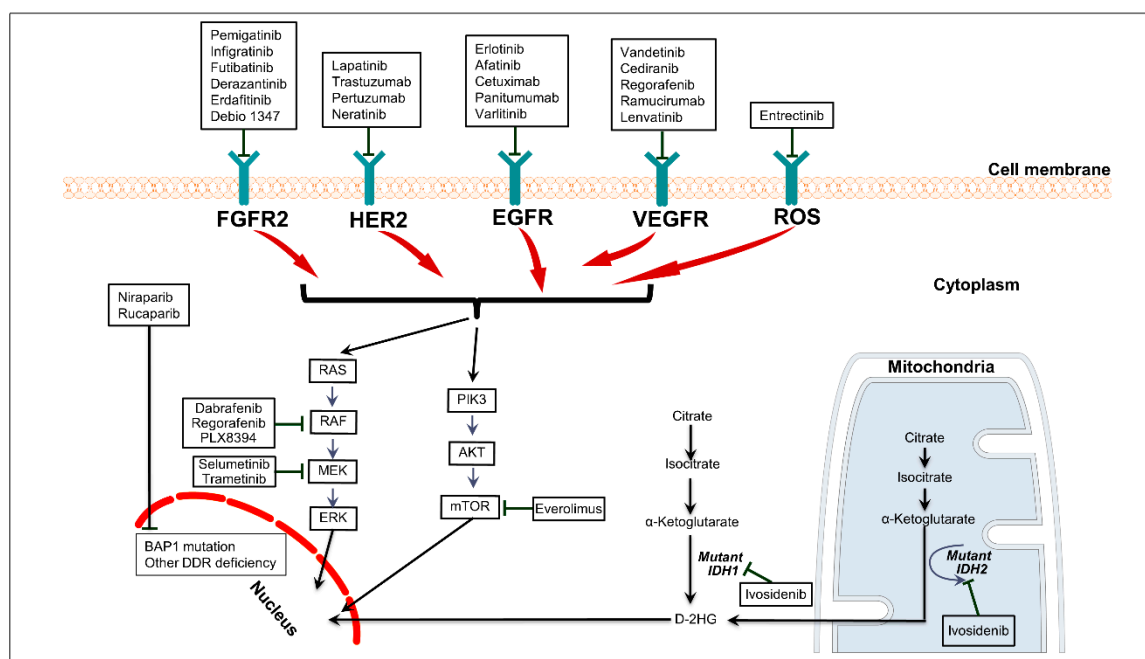 Pemigatinib
Infigratinib
Futibatinib
Derazantinib
Erdafitinib
Debio 1347
Lapatinib
Trastuzumab
Pertuzumab
Neratinib
Erlotinib
Afatinib
Cetuximab
Panitumumab
Varlitinib
Vandetinib
Cediranib
Regorafenib
Ramucirumab
Lenvatinib
Entrectinib
Cell membrane
FGFR2
HER2
EGFR
VEGFR
ROS
Cytoplasm
Niraparib
Rucaparib
RAS
RAF
MEK
ERK
Dabrafenib
Regorafenib
PLX8394
Selumetinib
Trametinib
BAP1 mutation
Other DDR deficiency
Nucleus
PIK3
AKT
mTOR
Everolimus
Citrate
Isocitrate
α-Ketoglutarate
Mutant
IDH1
Ivosidenib
D-2HG
Mitochondria
Citrate
Isocitrate
α-Ketoglutarate
Mutant
IDH2
Ivosidenib